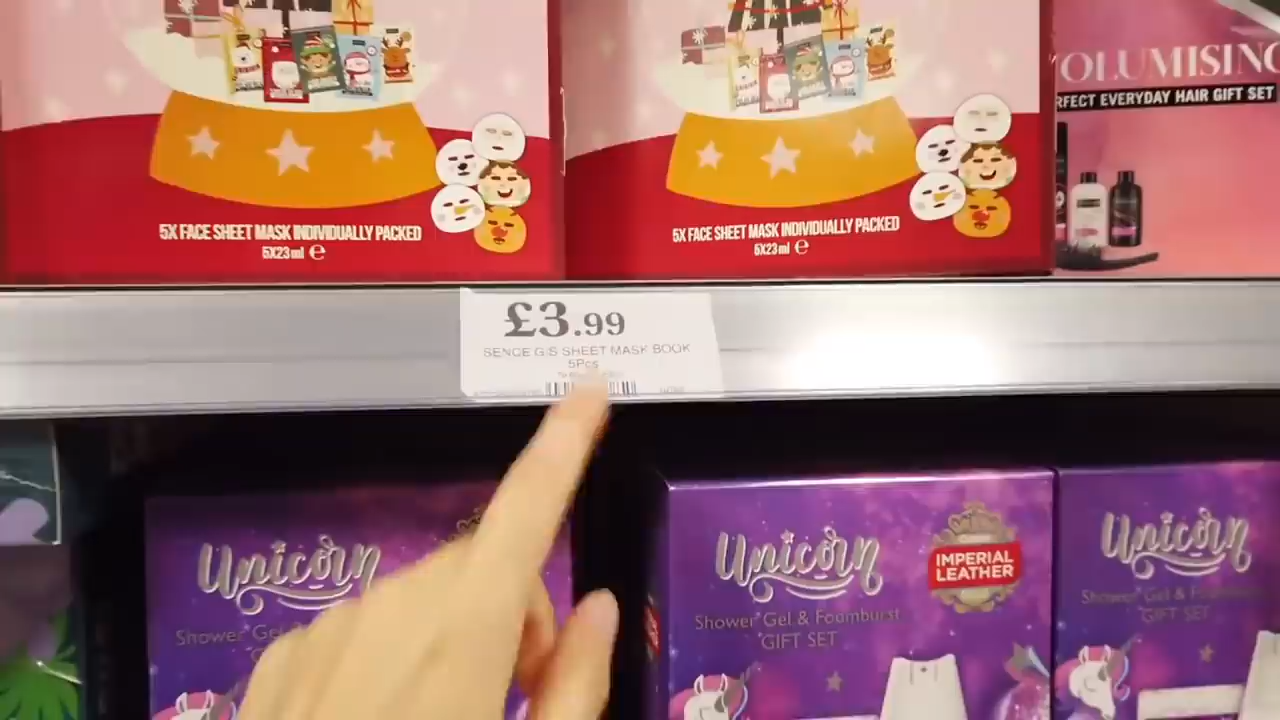 5X FACE SHEET MASK INDIVIDUALLY PACKED
5X23ml e
5X FACE SHEET MASK INDIVIDUALLY PACKED
5X23ml e
OLUMISING
RFECT EVERYDAY HAIR GIFT SET
£3.99
SENCE G/S SHEET MASK BOOK
5Pcs
Unicorn
Shower Gel
Unicorn
IMPERIAL
LEATHER
Shower Gel & Foamburst
GIFT SET
Unicorn
Shower Gel & Foamburst
GIFT SET